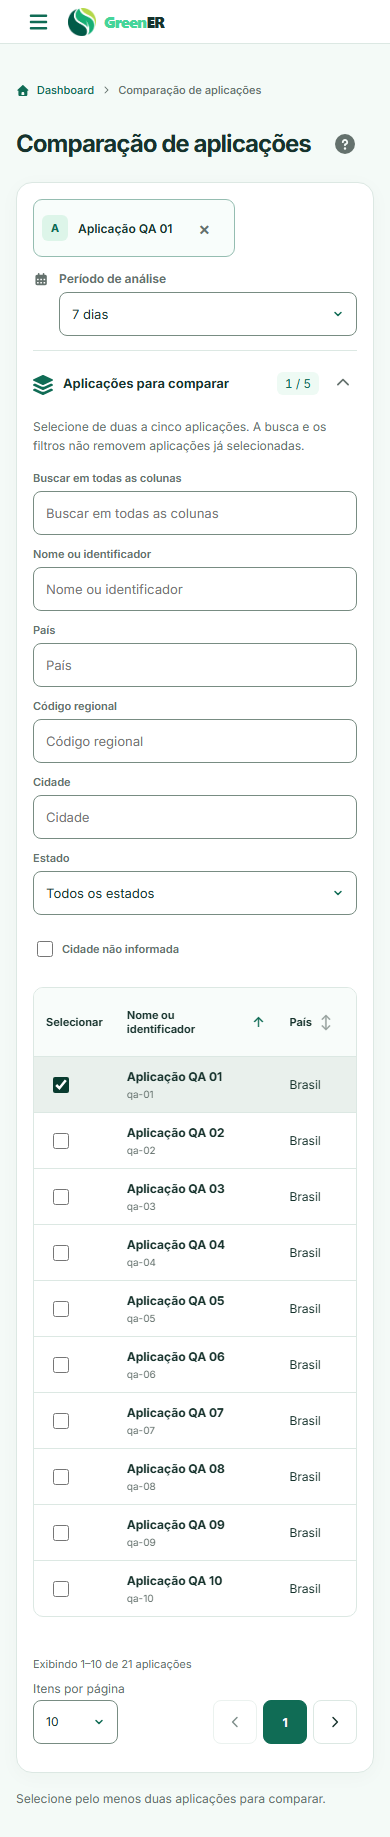 GreenER
Dashboard > Comparação de aplicações
Comparação de aplicações ?
A Aplicação QA 01 ×
Período de análise
7 dias
Aplicações para comparar 1 / 5
Selecione de duas a cinco aplicações. A busca e os
filtros não removem aplicações já selecionadas.
Buscar em todas as colunas
Buscar em todas as colunas
Nome ou identificador
Nome ou identificador
País
País
Código regional
Código regional
Cidade
Cidade
Estado
Todos os estados
Cidade não informada
Selecionar Nome ou identificador ↑ País ↕
Aplicação QA 01 Brasil
qa-01
Aplicação QA 02 Brasil
qa-02
Aplicação QA 03 Brasil
qa-03
Aplicação QA 04 Brasil
qa-04
Aplicação QA 05 Brasil
qa-05
Aplicação QA 06 Brasil
qa-06
Aplicação QA 07 Brasil
qa-07
Aplicação QA 08 Brasil
qa-08
Aplicação QA 09 Brasil
qa-09
Aplicação QA 10 Brasil
qa-10
Exibindo 1–10 de 21 aplicações
Itens por página
10 1
Selecione pelo menos duas aplicações para comparar.